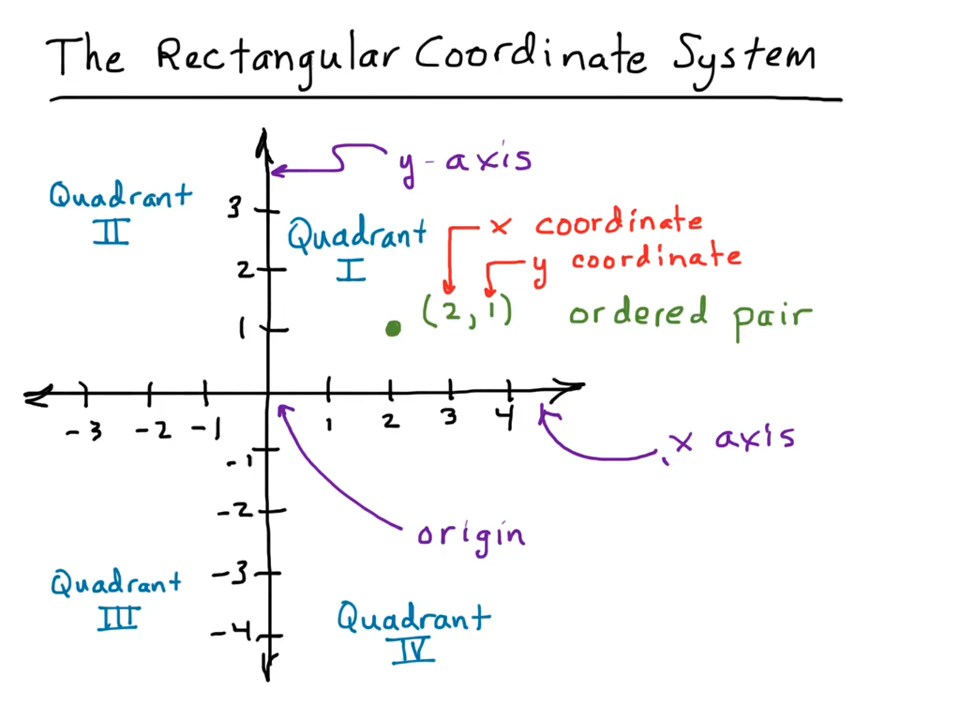 The Rectangular Coordinate System
y-axis
Quadrant
II
3
Quadrant
I
x coordinate
2
y coordinate
(2, 1) ordered pair
1
-3 -2 -1 1 2 3 4
x axis
-1
-2
origin
-3
Quadrant
III
-4
Quadrant
IV